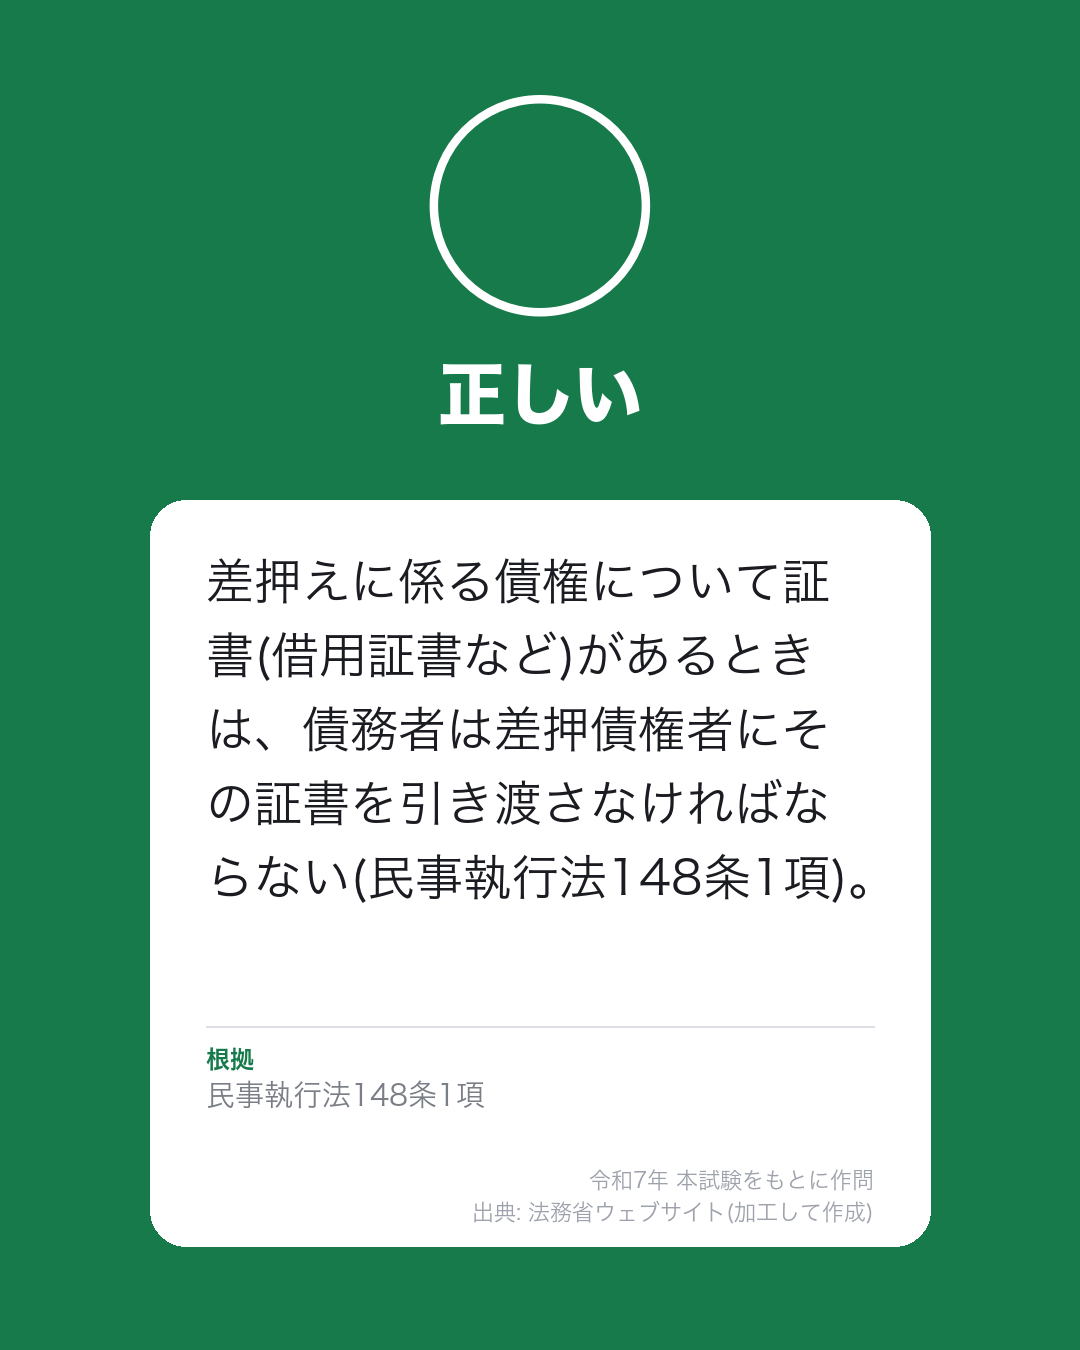 正しい
差押えに係る債権について証
書(借用証書など)があるとき
は、債務者は差押債権者にそ
の証書を引き渡さなければな
らない(民事執行法148条1項)。
根拠
民事執行法148条1項
令和7年 本試験をもとに作問
出典: 法務省ウェブサイト(加工して作成)